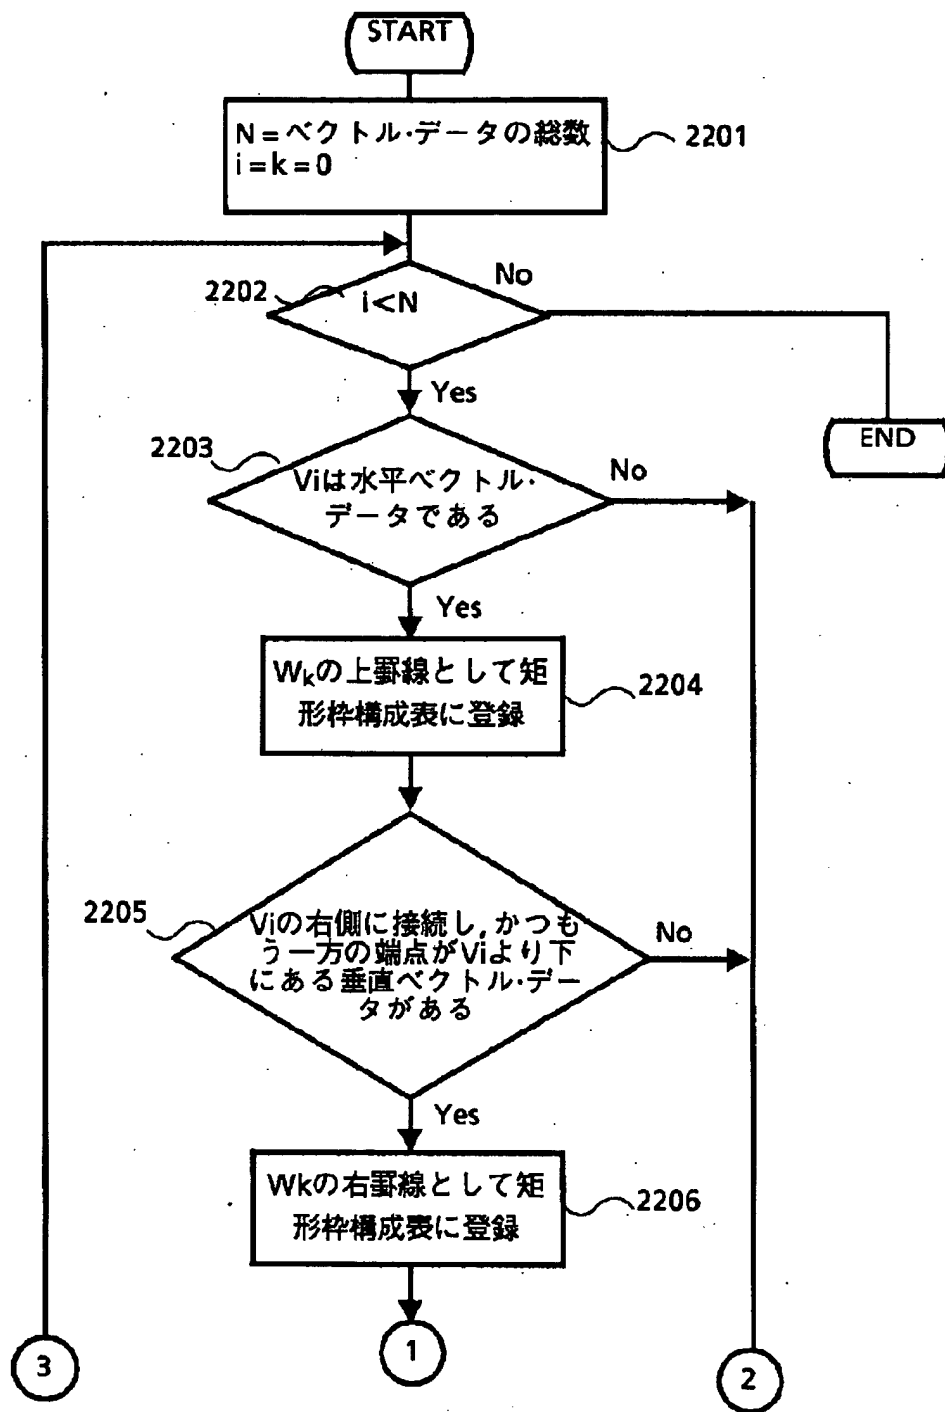 START
N=ベクトル・データの総数
i=k=0
2201
2202
i<N
No
Yes
END
2203
Viは水平ベクトル・
データである
No
Yes
Wkの上罫線として矩
形枠構成表に登録
2204
2205
Viの右側に接続し,かつも
う一方の端点がViより下
にある垂直ベクトル・デー
タがある
No
Yes
Wkの右罫線として矩
形枠構成表に登録
2206
3
1
2